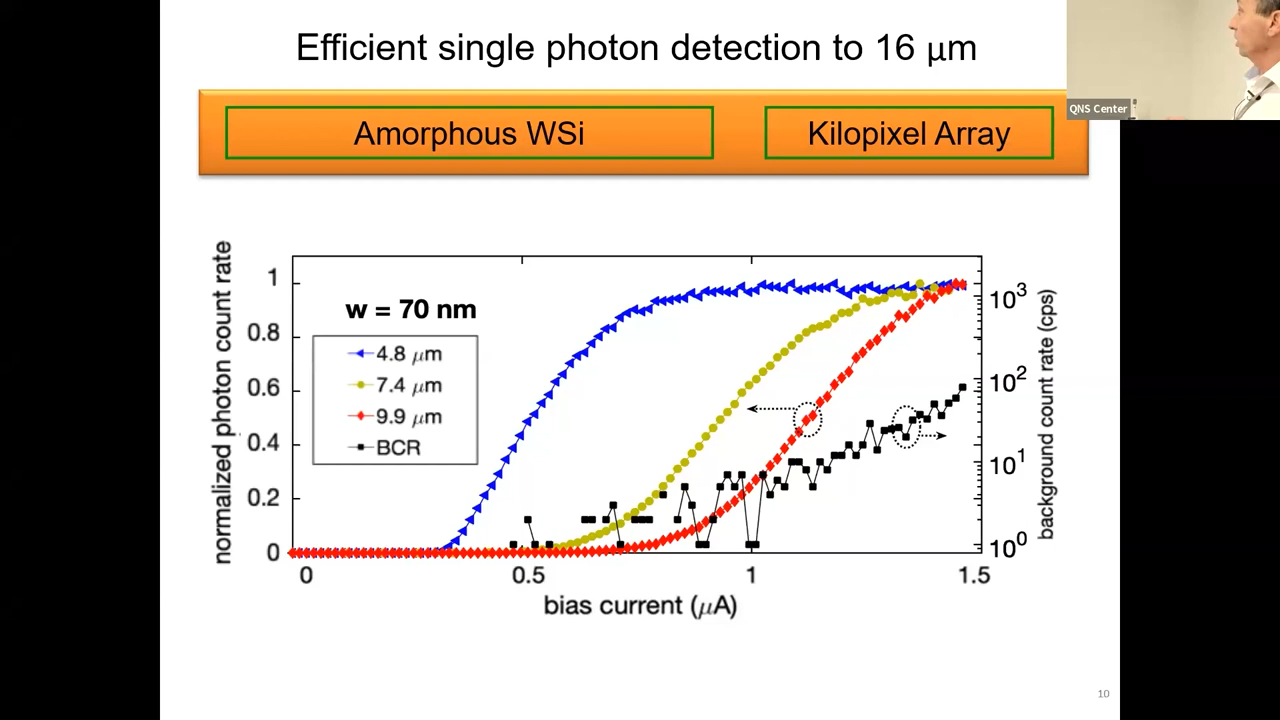 Efficient single photon detection to 16 μm
QNS Center
Amorphous WSi
Kilopixel Array
normalized photon count rate
1
0.8
0.6
0.4
0.2
0
w = 70 nm
4.8 μm
7.4 μm
9.9 μm
BCR
10³
10²
10¹
10⁰
background count rate (cps)
0 0.5 1 1.5
bias current (μA)
10